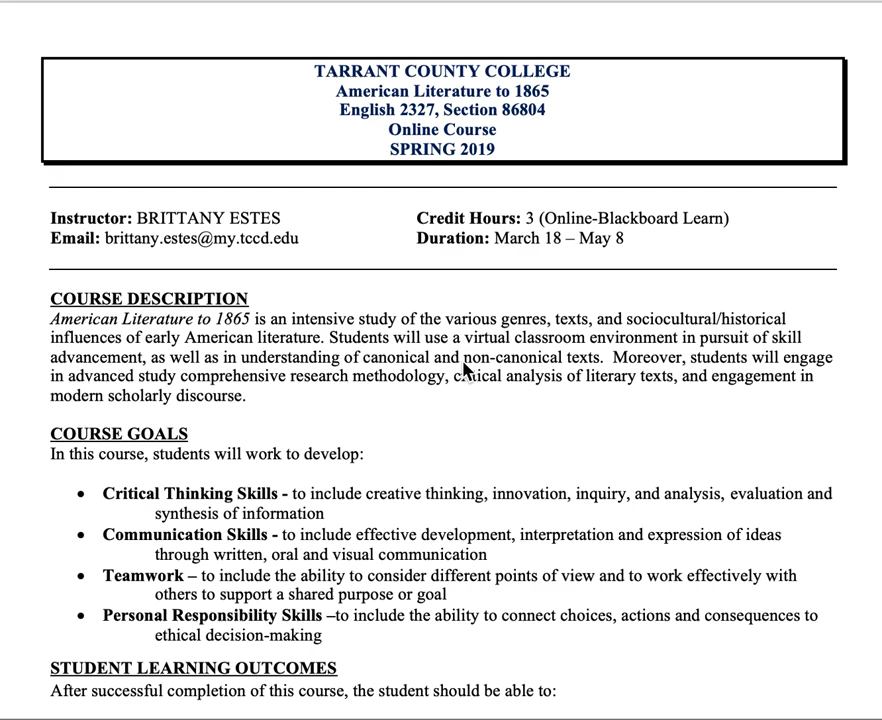 TARRANT COUNTY COLLEGE
American Literature to 1865
English 2327, Section 86804
Online Course
SPRING 2019
Instructor: BRITTANY ESTES
Credit Hours: 3 (Online-Blackboard Learn)
Email: brittany.estes@my.tccd.edu
Duration: March 18 – May 8
COURSE DESCRIPTION
American Literature to 1865 is an intensive study of the various genres, texts, and sociocultural/historical
influences of early American literature. Students will use a virtual classroom environment in pursuit of skill
advancement, as well as in understanding of canonical and non-canonical texts.  Moreover, students will engage
in advanced study comprehensive research methodology, critical analysis of literary texts, and engagement in
modern scholarly discourse.
COURSE GOALS
In this course, students will work to develop:
• Critical Thinking Skills - to include creative thinking, innovation, inquiry, and analysis, evaluation and
synthesis of information
• Communication Skills - to include effective development, interpretation and expression of ideas
through written, oral and visual communication
• Teamwork – to include the ability to consider different points of view and to work effectively with
others to support a shared purpose or goal
• Personal Responsibility Skills –to include the ability to connect choices, actions and consequences to
ethical decision-making
STUDENT LEARNING OUTCOMES
After successful completion of this course, the student should be able to: